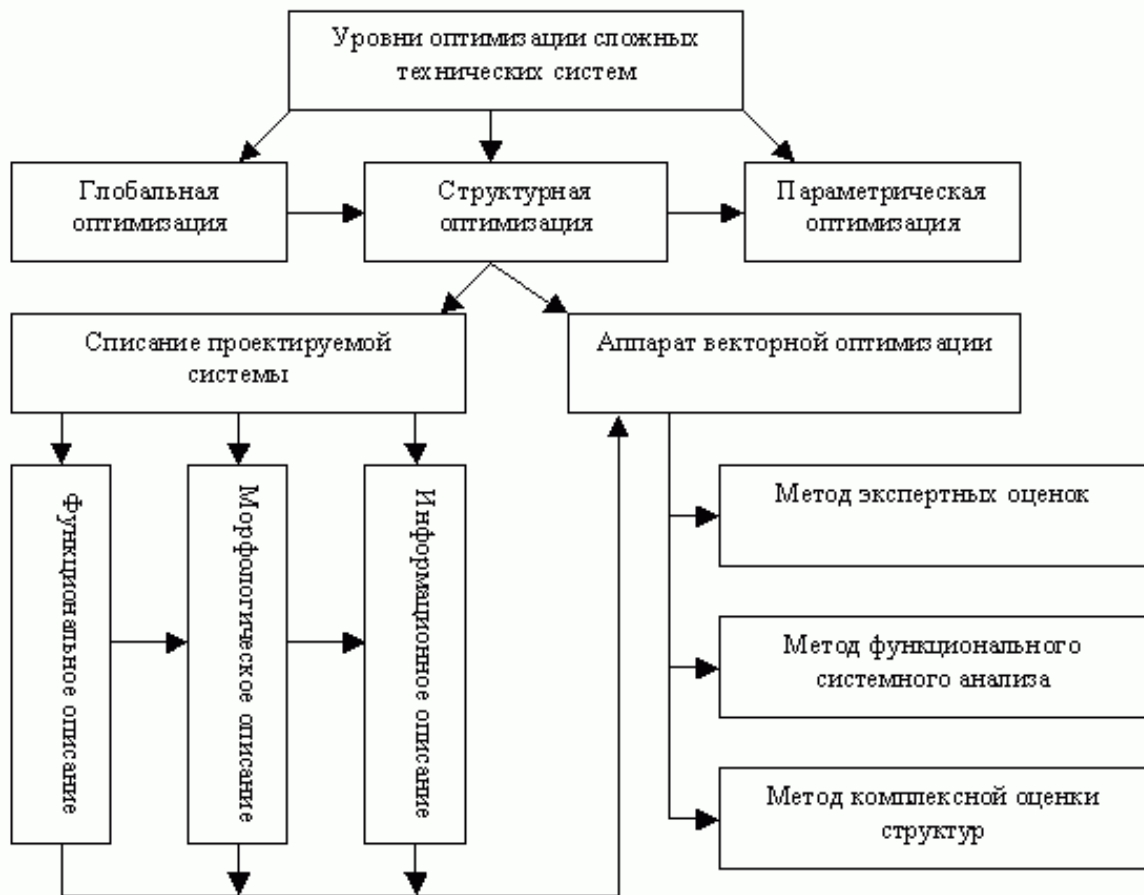 Уровни оптимизации сложных
технических систем
Глобальная
оптимизация
Структурная
оптимизация
Параметрическая
оптимизация
Списание проектируемой
системы
Аппарат векторной оптимизации
Функциональное описание
Морфологическое описание
Информационное описание
Метод экспертных оценок
Метод функционального
системного анализа
Метод комплексной оценки
структур